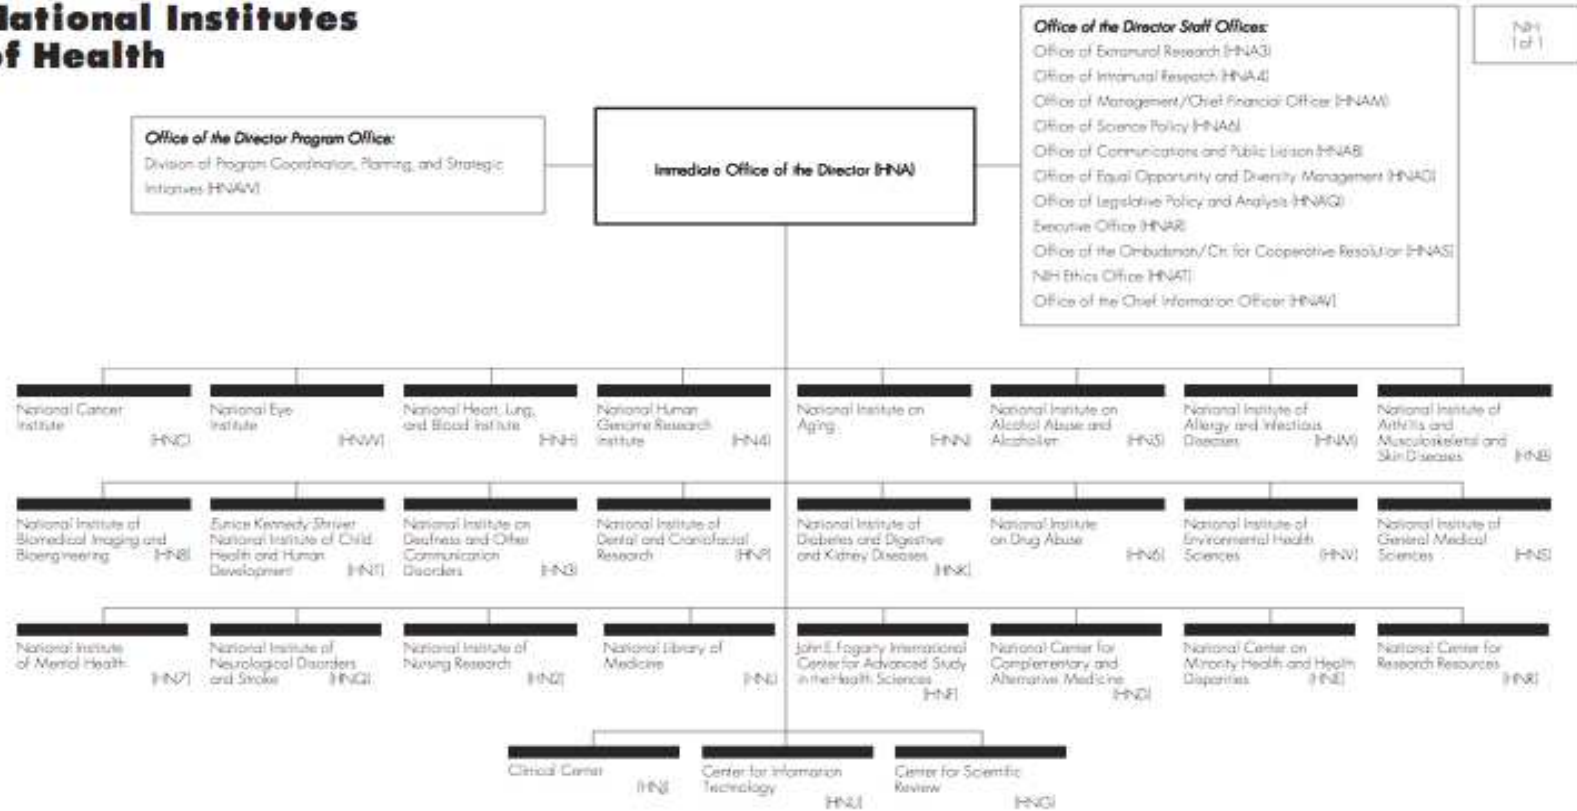 National Institutes
of Health
NIH
1 of 1
Office of the Director Staff Offices:
Office of Extramural Research (HNA3)
Office of Intramural Research (HNA4)
Office of Management/Chief Financial Officer (HNAM)
Office of Science Policy (HNA6)
Office of Communications and Public Liaison (HNA8)
Office of Equal Opportunity and Diversity Management
Office of Legislative Policy and Analysis (HNAQ)
Executive Office (HNAR)
Office of the Ombudsman/Ctr. for Cooperative Resolution (HNAS)
NIH Ethics Office (HNAT)
Office of the Chief Information Officer (HNAV)
Office of the Director Program Office:
Division of Program Coordination, Planning, and Strategic
Initiatives (HNAW)
Immediate Office of the Director (HNA)
National Cancer
Institute
(HNC)
National Eye
Institute
(HNW)
National Heart, Lung,
and Blood Institute
(HNH)
National Human
Genome Research
Institute (HN4)
National Institute on
Aging
(HNN)
National Institute on
Alcohol Abuse and
Alcoholism (HN5)
National Institute of
Allergy and Infectious
Diseases (HNM)
National Institute of
Arthritis and
Musculoskeletal and
Skin Diseases (HNB)
National Institute of
Biomedical Imaging and
Bioengineering (HN8)
Eunice Kennedy Shriver
National Institute of Child
Health and Human
Development (HNT)
National Institute on
Deafness and Other
Communication
Disorders (HN3)
National Institute of
Dental and Craniofacial
Research (HNP)
National Institute of
Diabetes and Digestive
and Kidney Diseases
(HNK)
National Institute
on Drug Abuse
(HN6)
National Institute of
Environmental Health
Sciences (HNV)
National Institute of
General Medical
Sciences (HNS)
National Institute
of Mental Health
(HN7)
National Institute of
Neurological Disorders
and Stroke (HNQ)
National Institute of
Nursing Research
(HN2)
National Library of
Medicine
(HNL)
John E. Fogarty International
Center for Advanced Study
in the Health Sciences
(HNF)
National Center for
Complementary and
Alternative Medicine
(HND)
National Center on
Minority Health and Health
Disparities (HNE)
National Center for
Research Resources
(HNR)
Clinical Center
(HNJ)
Center for Information
Technology
(HNU)
Center for Scientific
Review
(HNG)